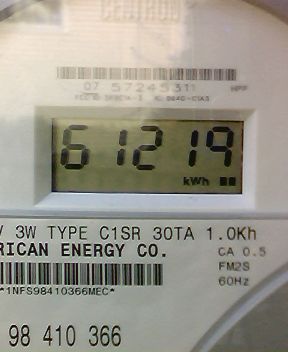 CENTRON
07 57245311
61219
kWh
V 3W TYPE C1SR 30TA 1.0Kh
RICAN ENERGY CO.
CA 0.5
FM2S
60Hz
*1NFS98410366MEC*
98 410 366